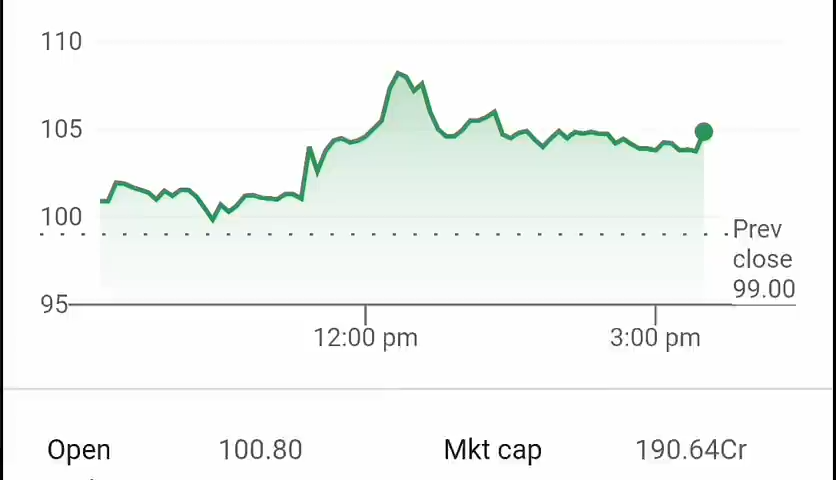 110
105
100
Prev
close
99.00
95
12:00 pm
3:00 pm
Open 100.80 Mkt cap 190.64Cr